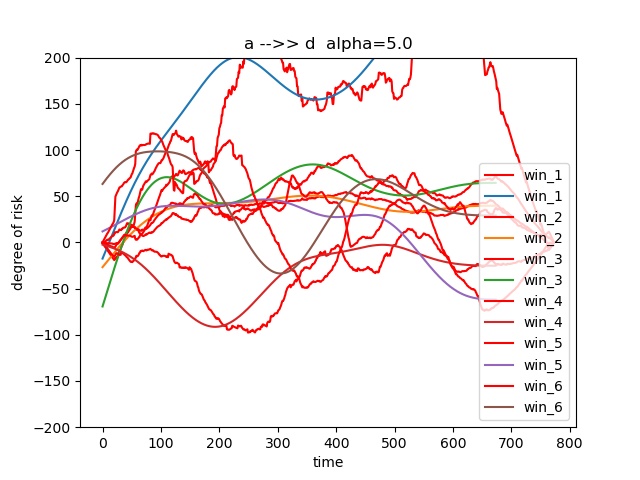 a -->> d  alpha=5.0
degree of risk
200
150
100
50
0
−50
−100
−150
−200
win_1
win_1
win_2
win_2
win_3
win_3
win_4
win_4
win_5
win_5
win_6
win_6
0 100 200 300 400 500 600 700 800
time